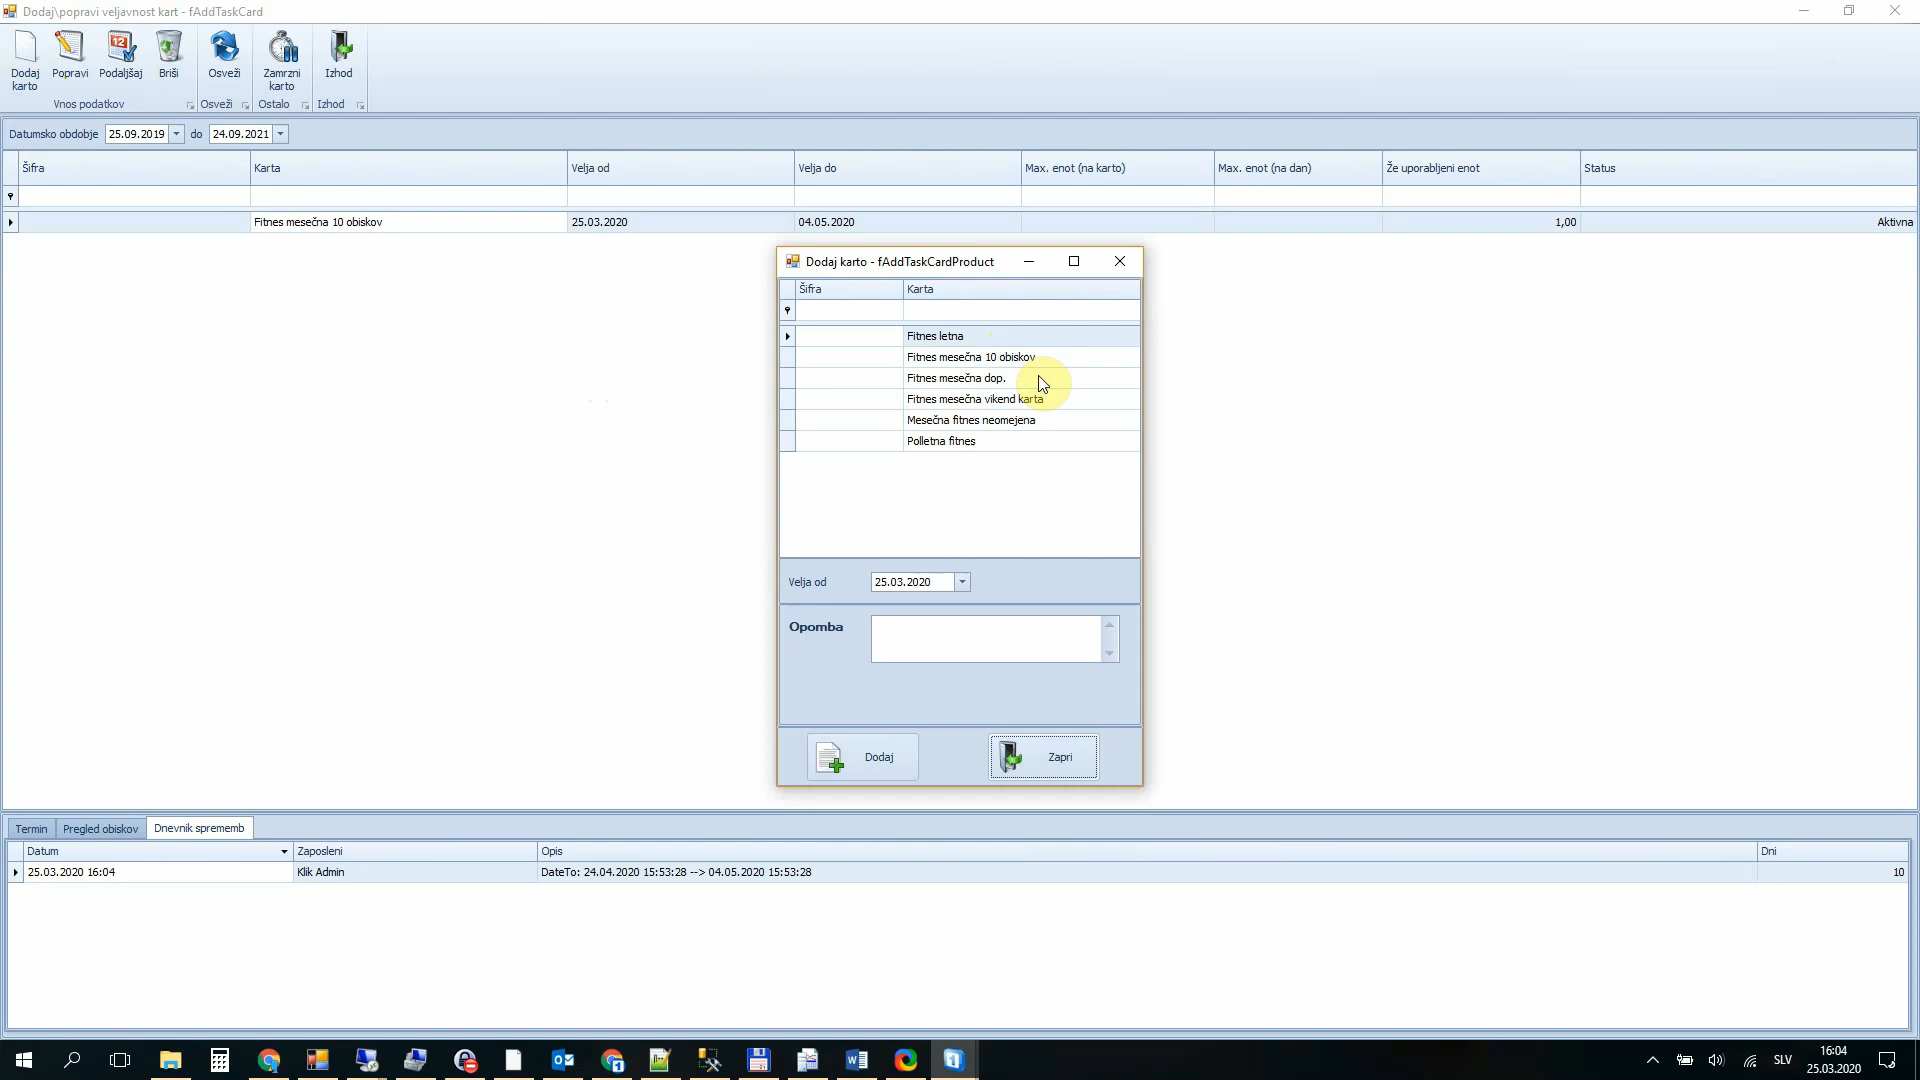 Dodaj\popravi veljavnost kart - fAddTaskCard
Dodaj karto
Popravi
Podaljšaj
Briši
Osveži
Zamrzni karto
Izhod
Vnos podatkov
Osveži
Ostalo
Izhod
Datumsko obdobje 25.09.2019 do 24.09.2021
Šifra Karta Velja od Velja do Max. enot (na karto) Max. enot (na dan) Že uporabljeni enot Status
Fitnes mesečna 10 obiskov 25.03.2020 04.05.2020 1,00 Aktivna
Dodaj karto - fAddTaskCardProduct
Šifra Karta
Fitnes letna
Fitnes mesečna 10 obiskov
Fitnes mesečna dop.
Fitnes mesečna vikend karta
Mesečna fitnes neomejena
Polletna fitnes
Velja od 25.03.2020
Opomba
Dodaj Zapri
Termin Pregled obiskov Dnevnik sprememb
Datum Zaposleni Opis Dni
25.03.2020 16:04 Klik Admin DateTo: 24.04.2020 15:53:28 --> 04.05.2020 15:53:28 10
SLV
16:04
25.03.2020